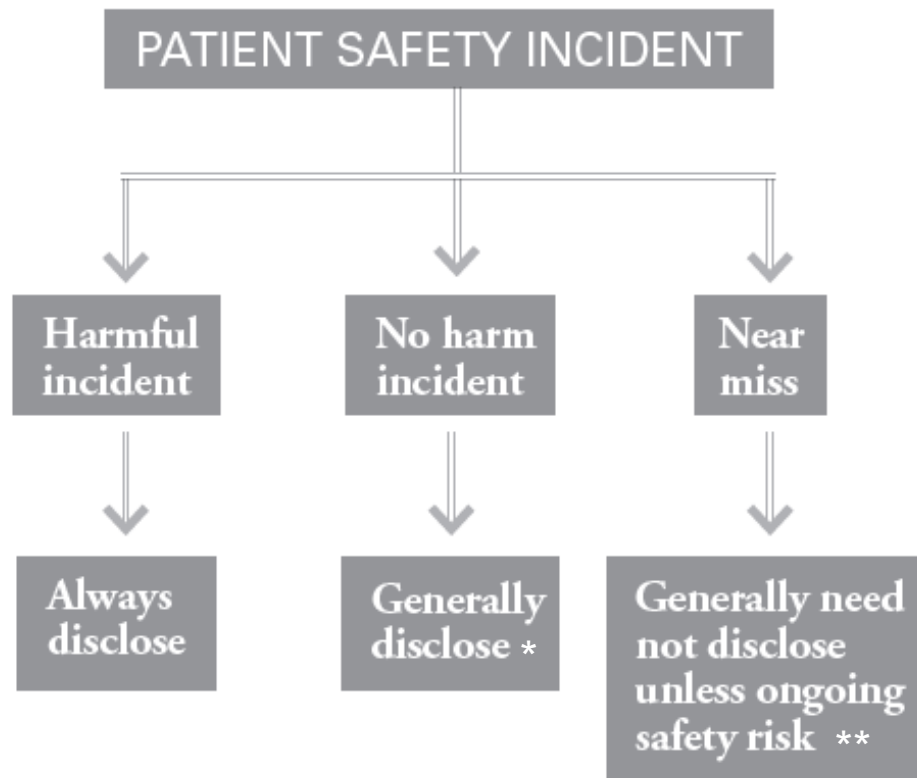 PATIENT SAFETY INCIDENT
Harmful
incident
No harm
incident
Near
miss
Always
disclose
Generally
disclose *
Generally need
not disclose
unless ongoing
safety risk **